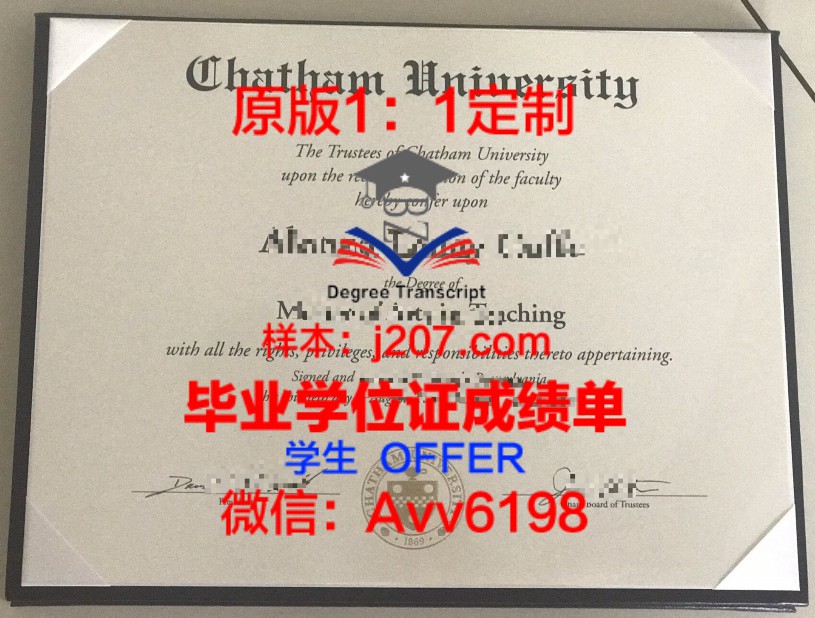 Chatham University
原版1：1定制
The Trustees of Chatham University
upon the of the faculty
hereby confer upon
BZ
the Degree of
Degree Transcript
Teaching
样本：j207.com
with all the rights, privileges, and responsibilities thereto appertaining.
Signed and
毕业学位证成绩单
学生 OFFER
CHATHAM UNIVERSITY
微信：Avv6198
Board of Trustees
1869